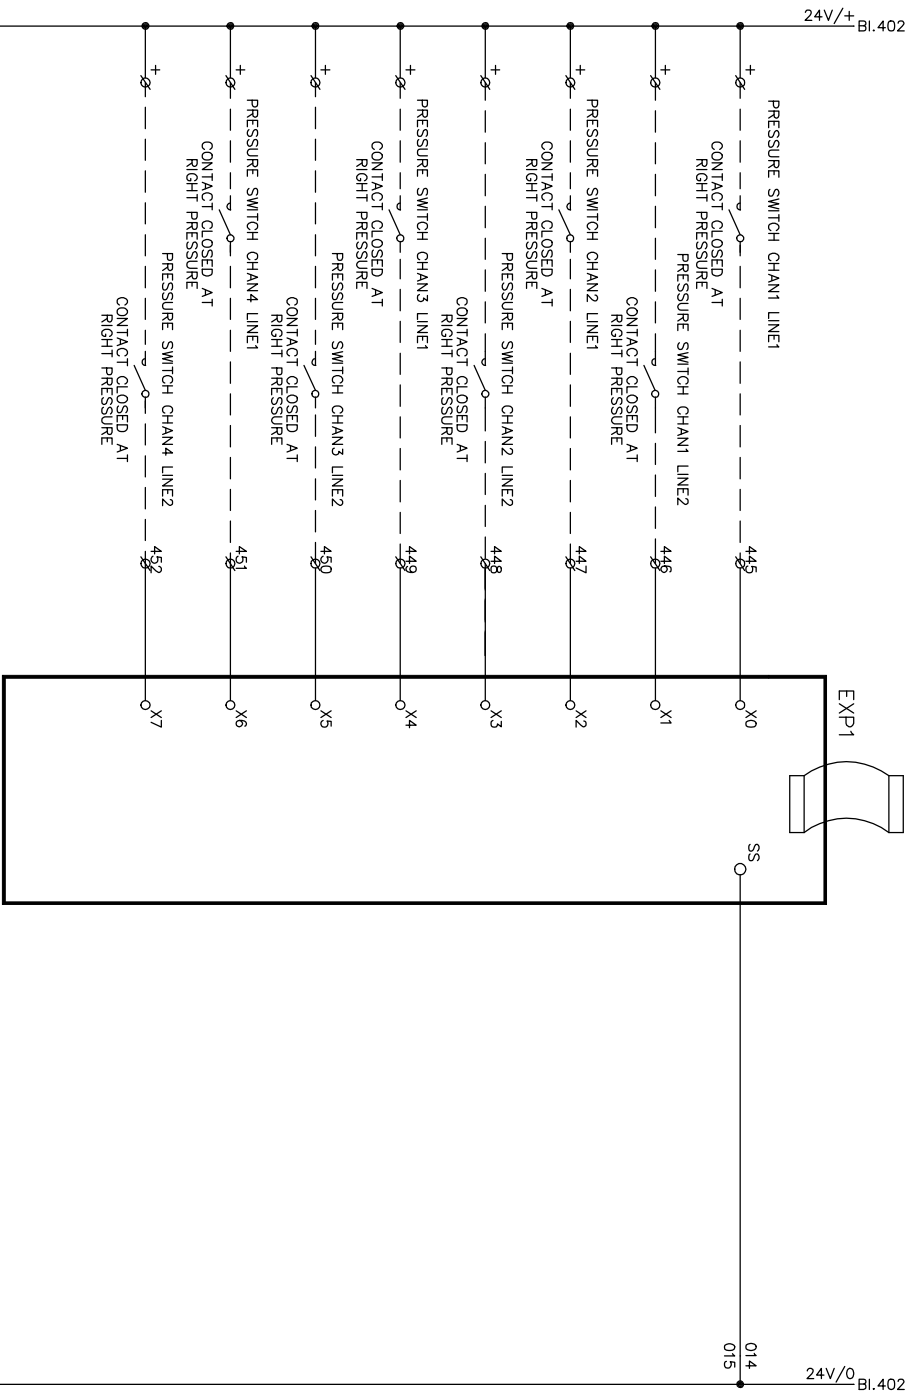 24V/+
BI.402
+
+
+
+
+
+
+
+
PRESSURE SWITCH CHAN1 LINE1
CONTACT CLOSED AT
RIGHT PRESSURE
445
X0
PRESSURE SWITCH CHAN1 LINE2
CONTACT CLOSED AT
RIGHT PRESSURE
446
X1
PRESSURE SWITCH CHAN2 LINE1
CONTACT CLOSED AT
RIGHT PRESSURE
447
X2
PRESSURE SWITCH CHAN2 LINE2
CONTACT CLOSED AT
RIGHT PRESSURE
448
X3
PRESSURE SWITCH CHAN3 LINE1
CONTACT CLOSED AT
RIGHT PRESSURE
449
X4
PRESSURE SWITCH CHAN3 LINE2
CONTACT CLOSED AT
RIGHT PRESSURE
450
X5
PRESSURE SWITCH CHAN4 LINE1
CONTACT CLOSED AT
RIGHT PRESSURE
451
X6
PRESSURE SWITCH CHAN4 LINE2
CONTACT CLOSED AT
RIGHT PRESSURE
452
X7
EXP1
SS
014
015
24V/0
BI.402